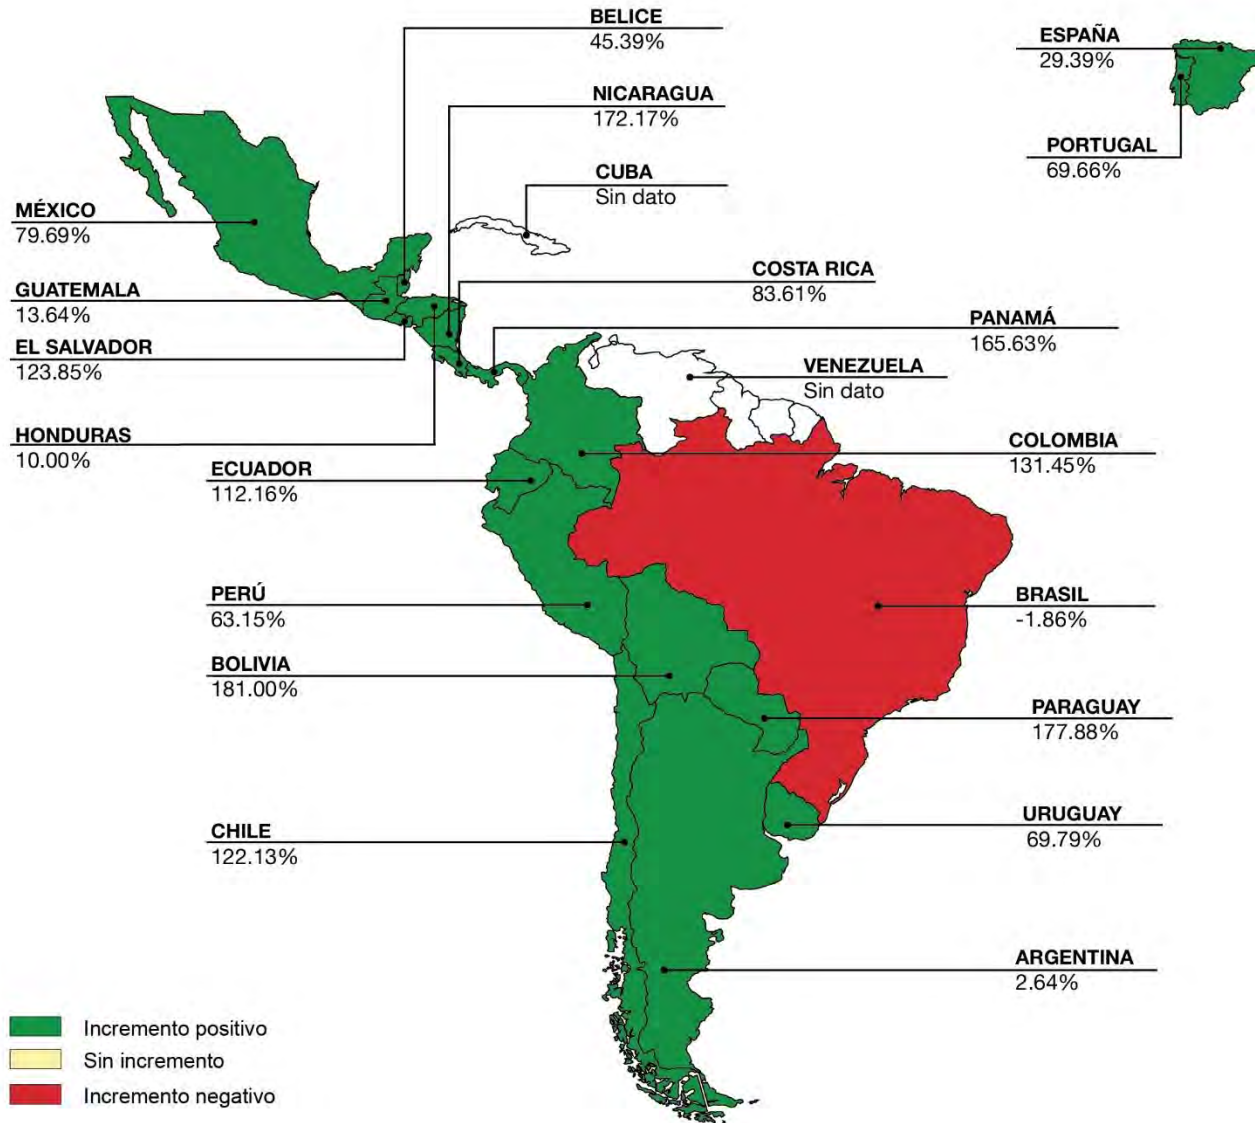 BELICE
45.39%
ESPAÑA
29.39%
NICARAGUA
172.17%
PORTUGAL
69.66%
CUBA
Sin dato
MÉXICO
79.69%
COSTA RICA
83.61%
GUATEMALA
13.64%
PANAMÁ
165.63%
EL SALVADOR
123.85%
VENEZUELA
Sin dato
HONDURAS
10.00%
COLOMBIA
131.45%
ECUADOR
112.16%
PERÚ
63.15%
BRASIL
-1.86%
BOLIVIA
181.00%
PARAGUAY
177.88%
CHILE
122.13%
URUGUAY
69.79%
ARGENTINA
2.64%
Incremento positivo
Sin incremento
Incremento negativo